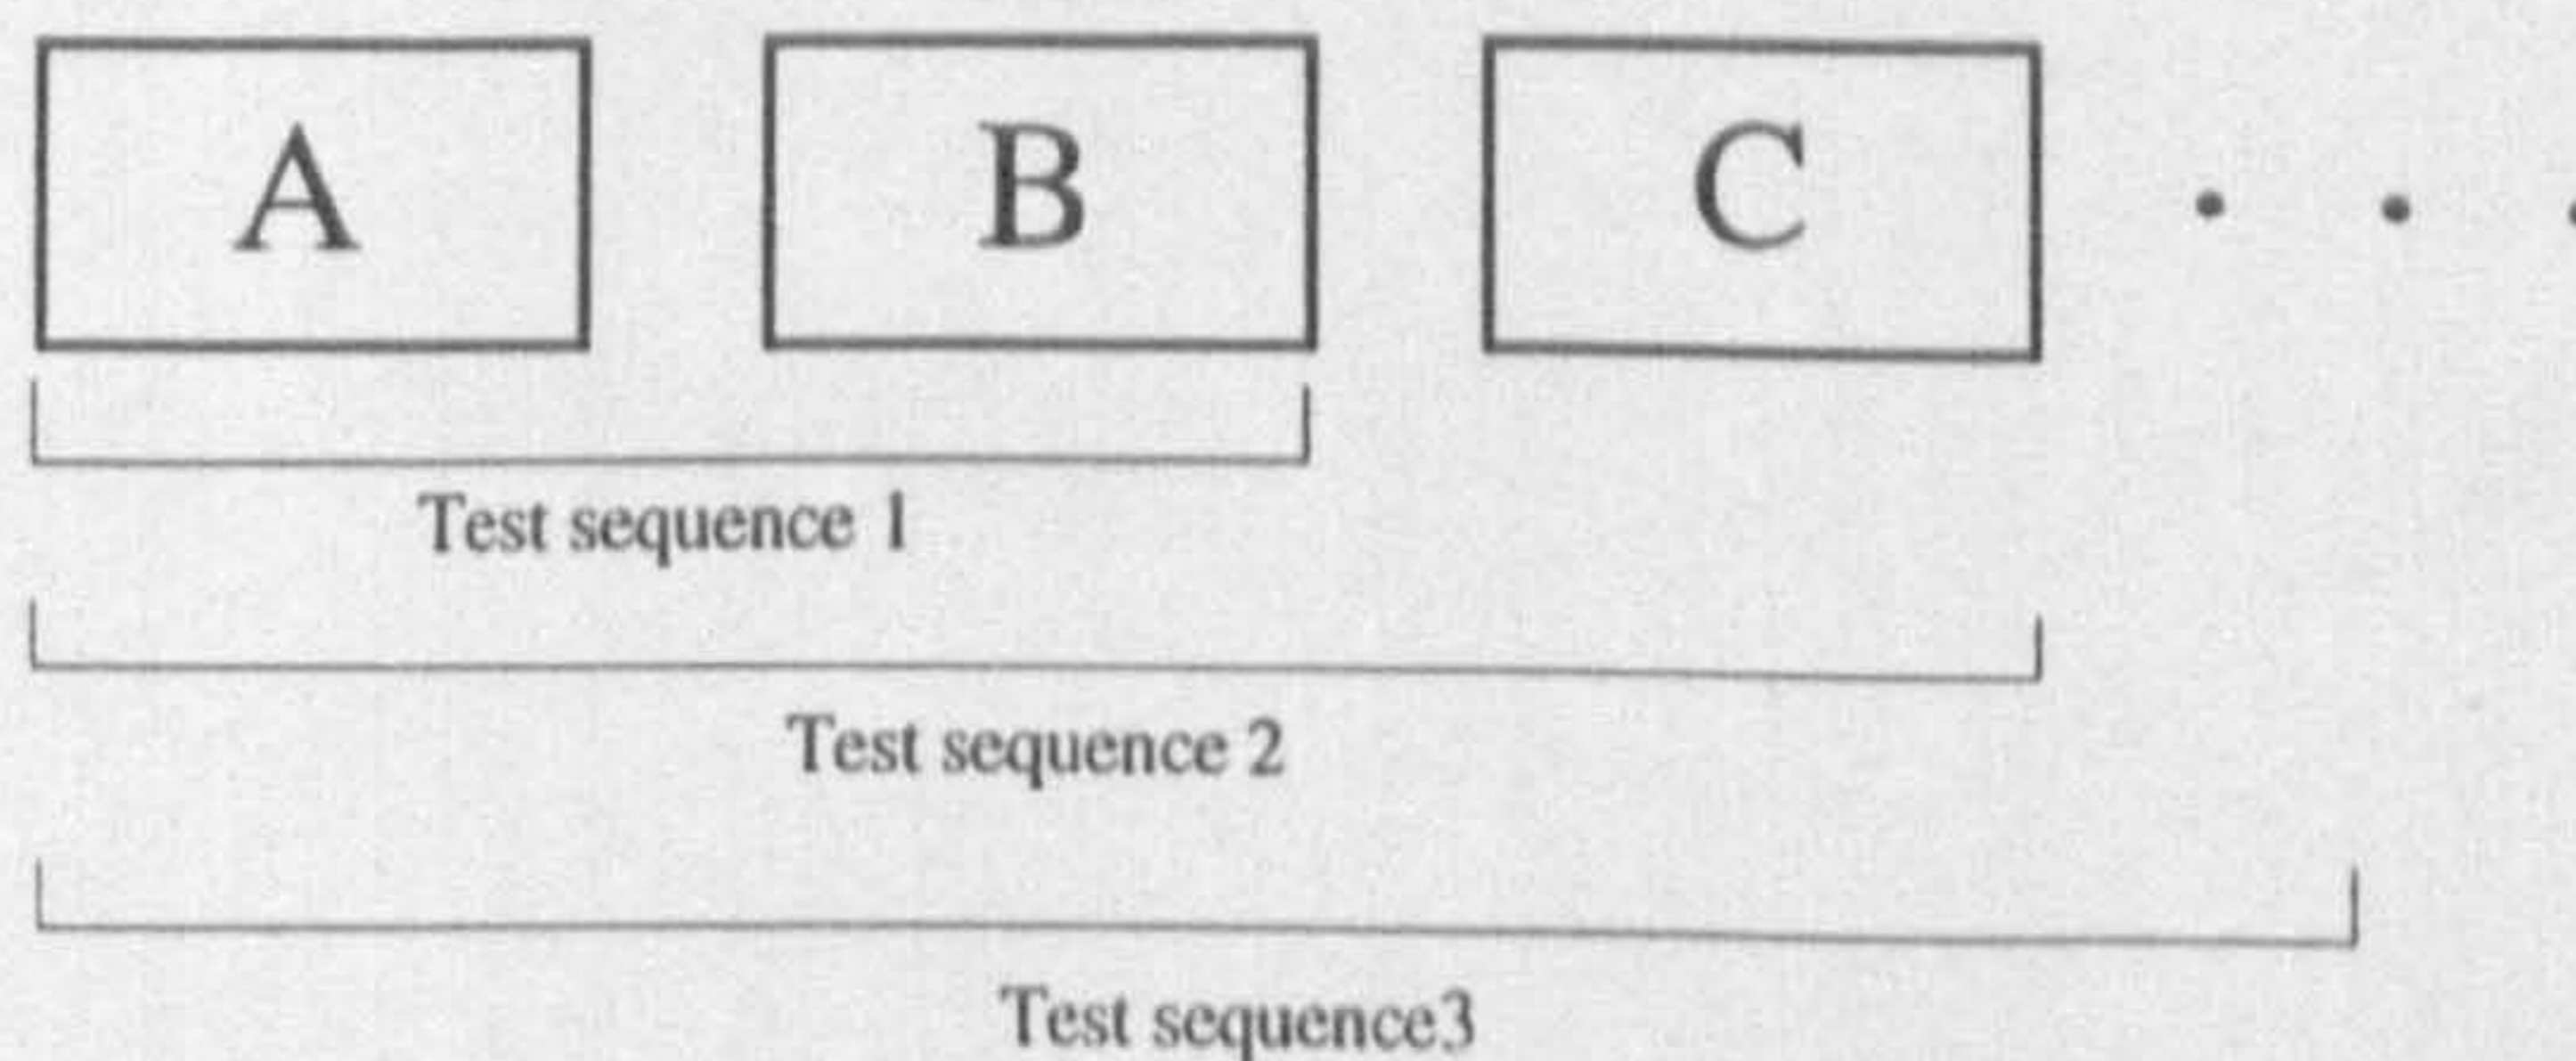 A B C . . .
Test sequence 1
Test sequence 2
Test sequence3